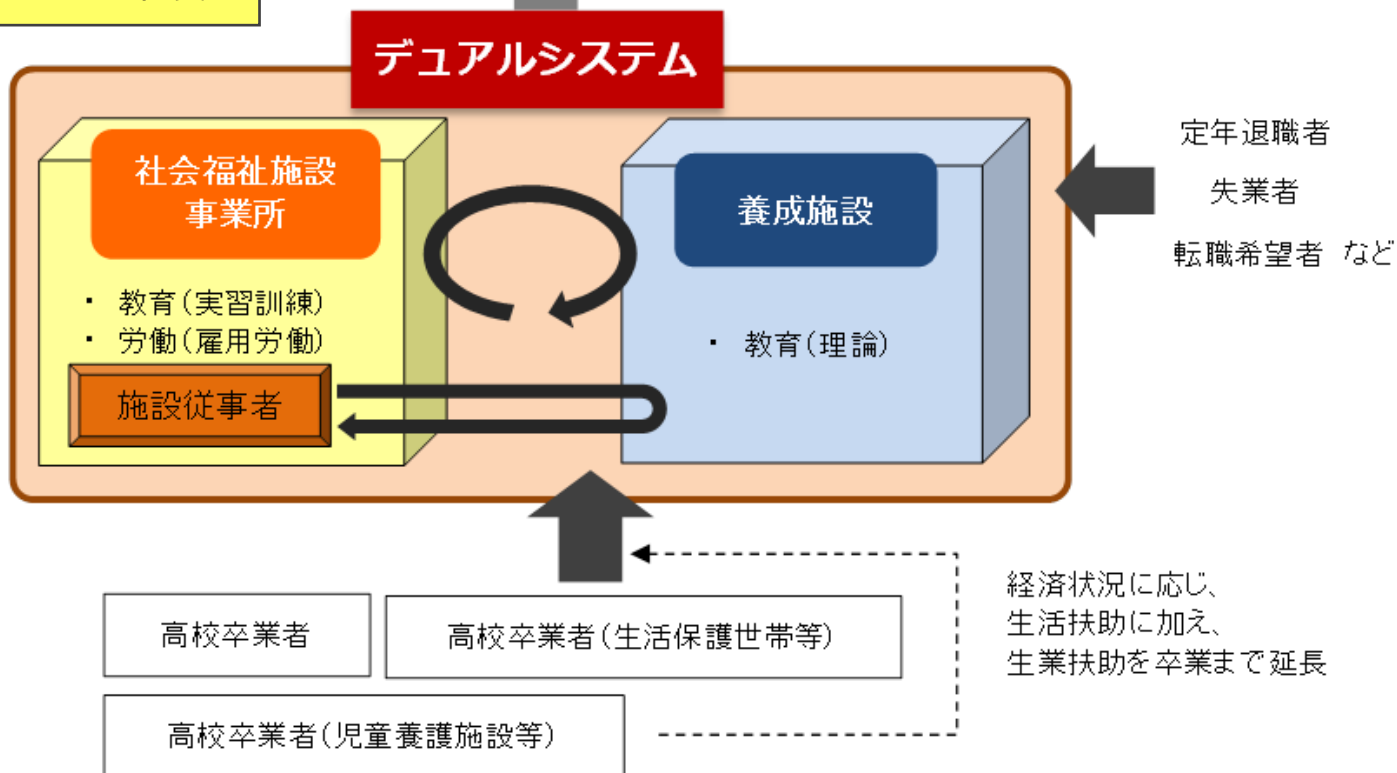 デュアルシステム
社会福祉施設
事業所
・ 教育(実習訓練)
・ 労働(雇用労働)
施設従事者
養成施設
・ 教育(理論)
定年退職者
失業者
転職希望者 など
高校卒業者
高校卒業者(生活保護世帯等)
高校卒業者(児童養護施設等)
経済状況に応じ、
生活扶助に加え、
生業扶助を卒業まで延長